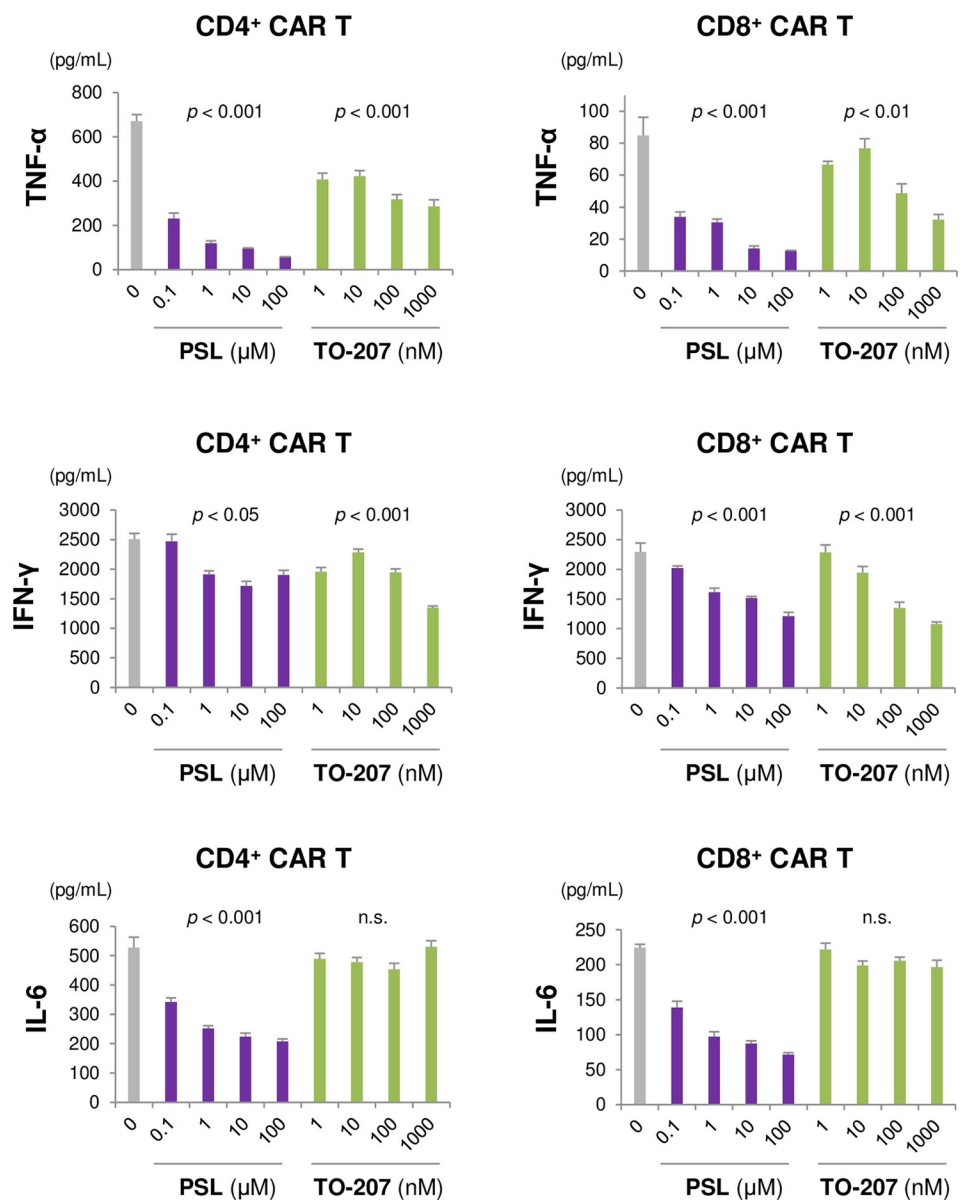 CD4⁺ CAR T
(pg/mL)
TNF-α
800
600
400
200
0
p < 0.001
p < 0.001
0
0.1
1
10
100
1
10
100
1000
PSL (µM)
TO-207 (nM)
CD8⁺ CAR T
(pg/mL)
TNF-α
100
80
60
40
20
0
p < 0.001
p < 0.01
0
0.1
1
10
100
1
10
100
1000
PSL (µM)
TO-207 (nM)
CD4⁺ CAR T
(pg/mL)
IFN-γ
3000
2500
2000
1500
1000
500
0
p < 0.05
p < 0.001
0
0.1
1
10
100
1
10
100
1000
PSL (µM)
TO-207 (nM)
CD8⁺ CAR T
(pg/mL)
IFN-γ
3000
2500
2000
1500
1000
500
0
p < 0.001
p < 0.001
0
0.1
1
10
100
1
10
100
1000
PSL (µM)
TO-207 (nM)
CD4⁺ CAR T
(pg/mL)
IL-6
600
500
400
300
200
100
0
p < 0.001
n.s.
0
0.1
1
10
100
1
10
100
1000
PSL (µM)
TO-207 (nM)
CD8⁺ CAR T
(pg/mL)
IL-6
250
200
150
100
50
0
p < 0.001
n.s.
0
0.1
1
10
100
1
10
100
1000
PSL (µM)
TO-207 (nM)